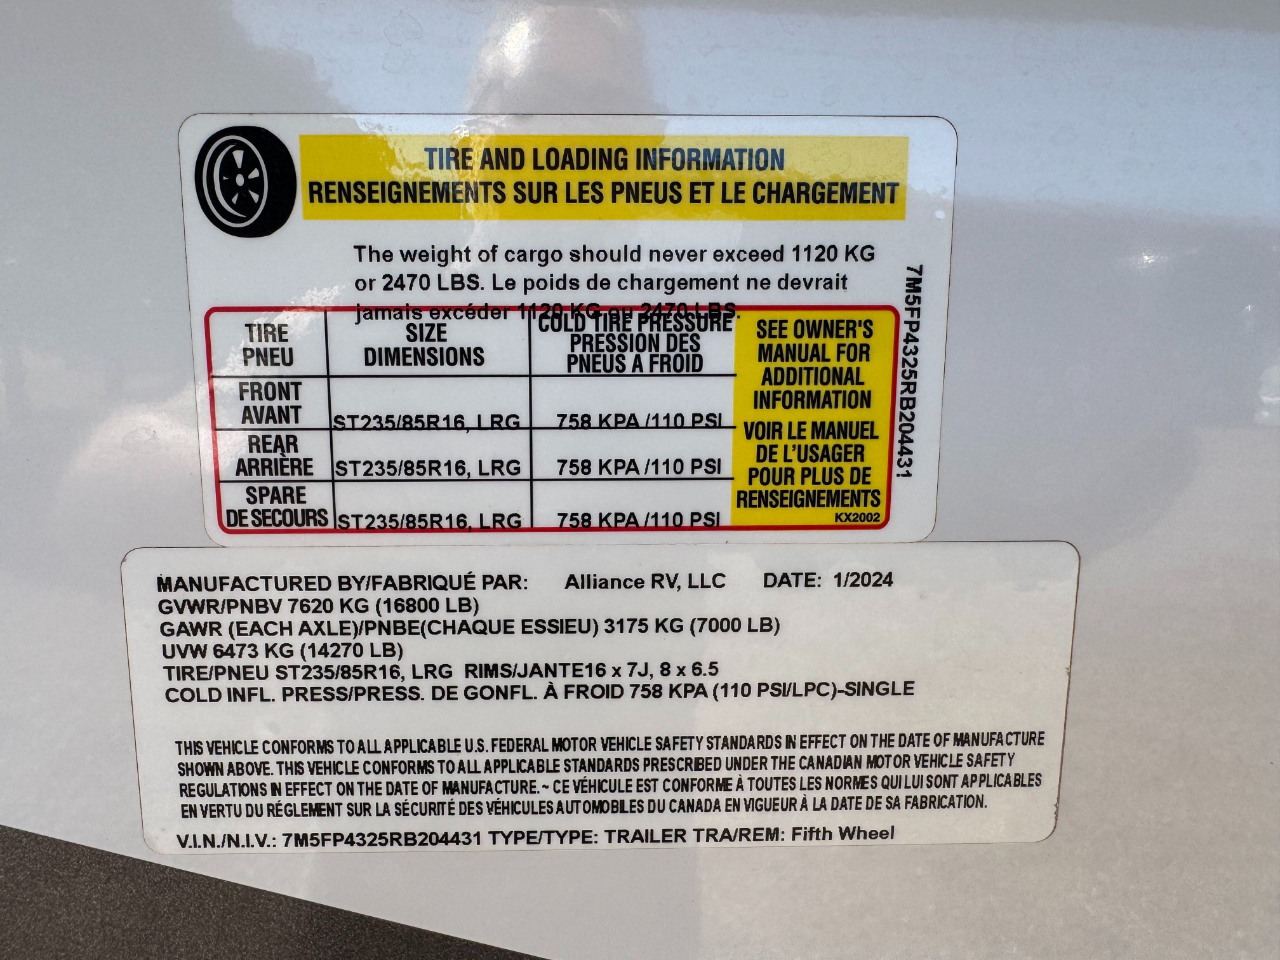 TIRE AND LOADING INFORMATION
RENSEIGNEMENTS SUR LES PNEUS ET LE CHARGEMENT
The weight of cargo should never exceed 1120 KG
or 2470 LBS. Le poids de chargement ne devrait
jamais excéder 1120 KG ou 2470 LBS.
TIRE
PNEU
SIZE
DIMENSIONS
COLD TIRE PRESSURE
PRESSION DES
PNEUS A FROID
FRONT
AVANT
ST235/85R16, LRG
758 KPA /110 PSI
REAR
ARRIÈRE
ST235/85R16, LRG
758 KPA /110 PSI
SPARE
DE SECOURS
ST235/85R16, LRG
758 KPA /110 PSI
SEE OWNER'S
MANUAL FOR
ADDITIONAL
INFORMATION
VOIR LE MANUEL
DE L'USAGER
POUR PLUS DE
RENSEIGNEMENTS
KX2002
7M5FP4325RB204431
MANUFACTURED BY/FABRIQUÉ PAR: Alliance RV, LLC DATE: 1/2024
GVWR/PNBV 7620 KG (16800 LB)
GAWR (EACH AXLE)/PNBE(CHAQUE ESSIEU) 3175 KG (7000 LB)
UVW 6473 KG (14270 LB)
TIRE/PNEU ST235/85R16, LRG RIMS/JANTE16 x 7J, 8 x 6.5
COLD INFL. PRESS/PRESS. DE GONFL. À FROID 758 KPA (110 PSI/LPC)-SINGLE
THIS VEHICLE CONFORMS TO ALL APPLICABLE U.S. FEDERAL MOTOR VEHICLE SAFETY STANDARDS IN EFFECT ON THE DATE OF MANUFACTURE
SHOWN ABOVE. THIS VEHICLE CONFORMS TO ALL APPLICABLE STANDARDS PRESCRIBED UNDER THE CANADIAN MOTOR VEHICLE SAFETY
REGULATIONS IN EFFECT ON THE DATE OF MANUFACTURE. ~ CE VÉHICULE EST CONFORME À TOUTES LES NORMES QUI LUI SONT APPLICABLES
EN VERTU DU RÉGLEMENT SUR LA SÉCURITÉ DES VÉHICULES AUTOMOBILES DU CANADA EN VIGUEUR À LA DATE DE SA FABRICATION.
V.I.N./N.I.V.: 7M5FP4325RB204431 TYPE/TYPE: TRAILER TRA/REM: Fifth Wheel